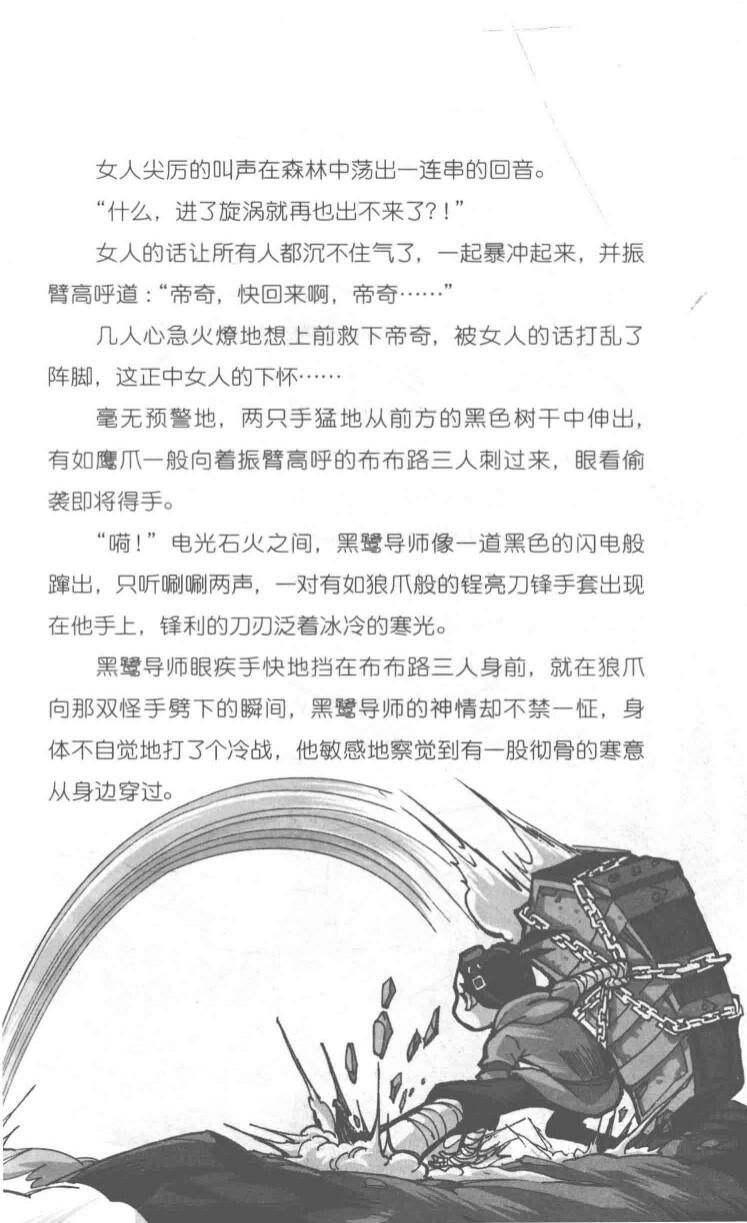 女人尖厉的叫声在森林中荡出一连串的回音。
“什么，进了旋涡就再也出不来了?！”
女人的话让所有人都沉不住气了，一起暴冲起来，并振
臂高呼道：“帝奇，快回来啊，帝奇……”
几人心急火燎地想上前救下帝奇，被女人的话打乱了
阵脚，这正中女人的下怀……
毫无预警地，两只手猛地从前方的黑色树干中伸出，
有如鹰爪一般向着振臂高呼的布布路三人刺过来，眼看偷
袭即将得手。
“嗬！”电光石火之间，黑鹭导师像一道黑色的闪电般
蹿出，只听唰唰两声，一对有如狼爪般的锃亮刀锋手套出现
在他手上，锋利的刀刃泛着冰冷的寒光。
黑鹭导师眼疾手快地挡在布布路三人身前，就在狼爪
向那双怪手劈下的瞬间，黑鹭导师的神情却不禁一怔，身
体不自觉地打了个冷战，他敏感地察觉到有一股彻骨的寒意
从身边穿过。